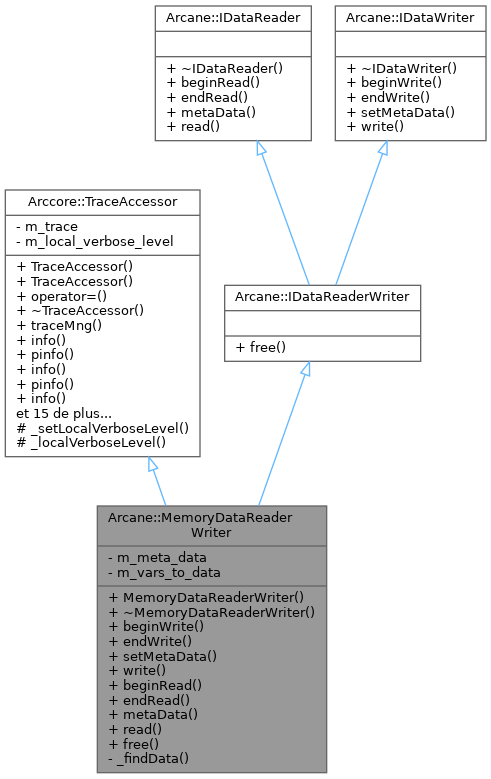 Arcane::IDataReader
+ ~IDataReader()
+ beginRead()
+ endRead()
+ metaData()
+ read()
Arcane::IDataWriter
+ ~IDataWriter()
+ beginWrite()
+ endWrite()
+ setMetaData()
+ write()
Arccore::TraceAccessor
- m_trace
- m_local_verbose_level
+ TraceAccessor()
+ TraceAccessor()
+ operator=()
+ ~TraceAccessor()
+ traceMng()
+ info()
+ pinfo()
+ info()
+ pinfo()
+ info()
et 15 de plus...
# _setLocalVerboseLevel()
# _localVerboseLevel()
Arcane::IDataReaderWriter
+ free()
Arcane::MemoryDataReader
Writer
- m_meta_data
- m_vars_to_data
+ MemoryDataReaderWriter()
+ ~MemoryDataReaderWriter()
+ beginWrite()
+ endWrite()
+ setMetaData()
+ write()
+ beginRead()
+ endRead()
+ metaData()
+ read()
+ free()
- _findData()